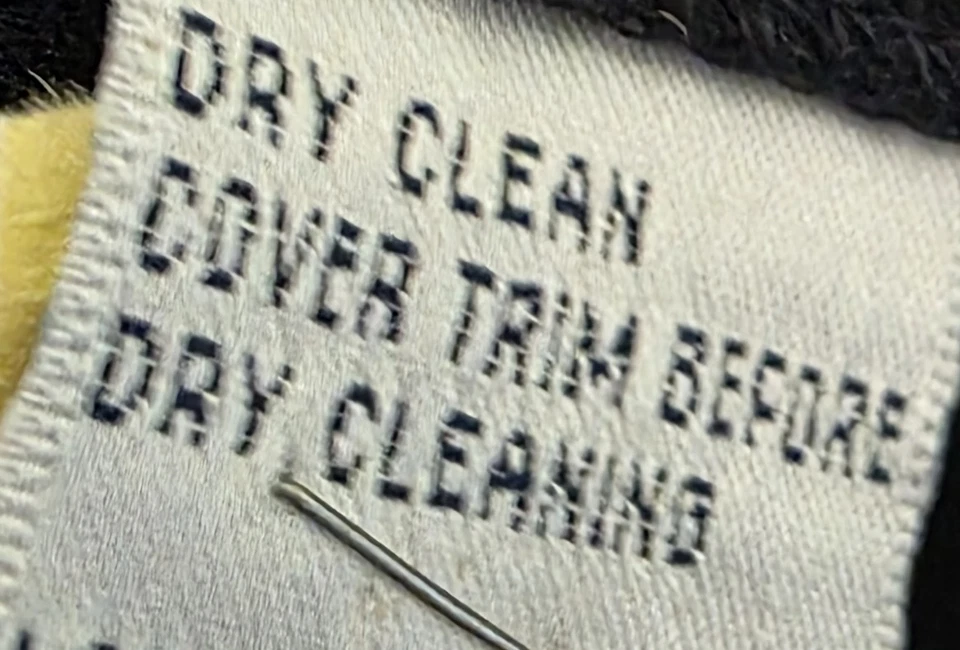 DRY CLEAN
COVER TRIM BEFORE
DRY CLEANING